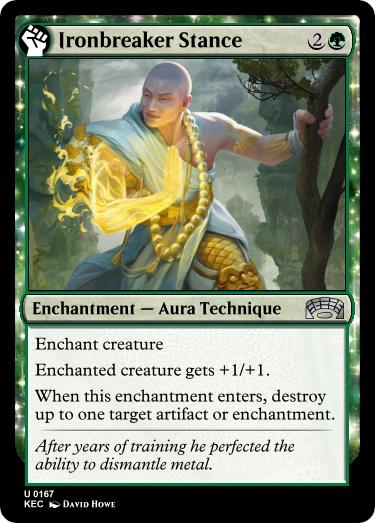 Ironbreaker Stance 2
Enchantment — Aura Technique
Enchant creature
Enchanted creature gets +1/+1.
When this enchantment enters, destroy
up to one target artifact or enchantment.
After years of training he perfected the
ability to dismantle metal.
U 0167
KEC David Howe